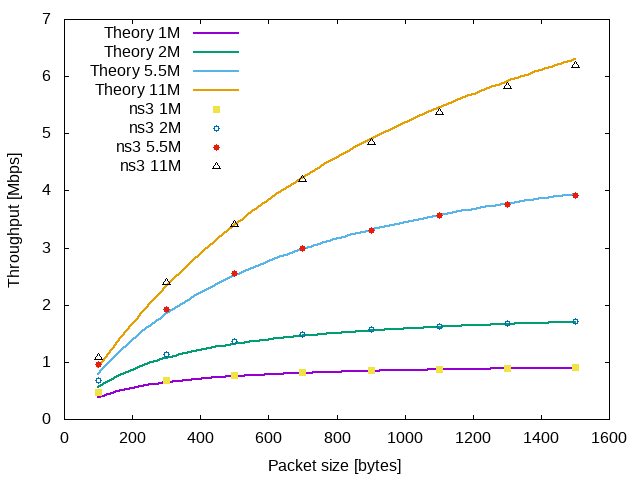 7
6
5
4
3
2
1
0
Throughput [Mbps]
Theory 1M
Theory 2M
Theory 5.5M
Theory 11M
ns3 1M
ns3 2M
ns3 5.5M
ns3 11M
0 200 400 600 800 1000 1200 1400 1600
Packet size [bytes]